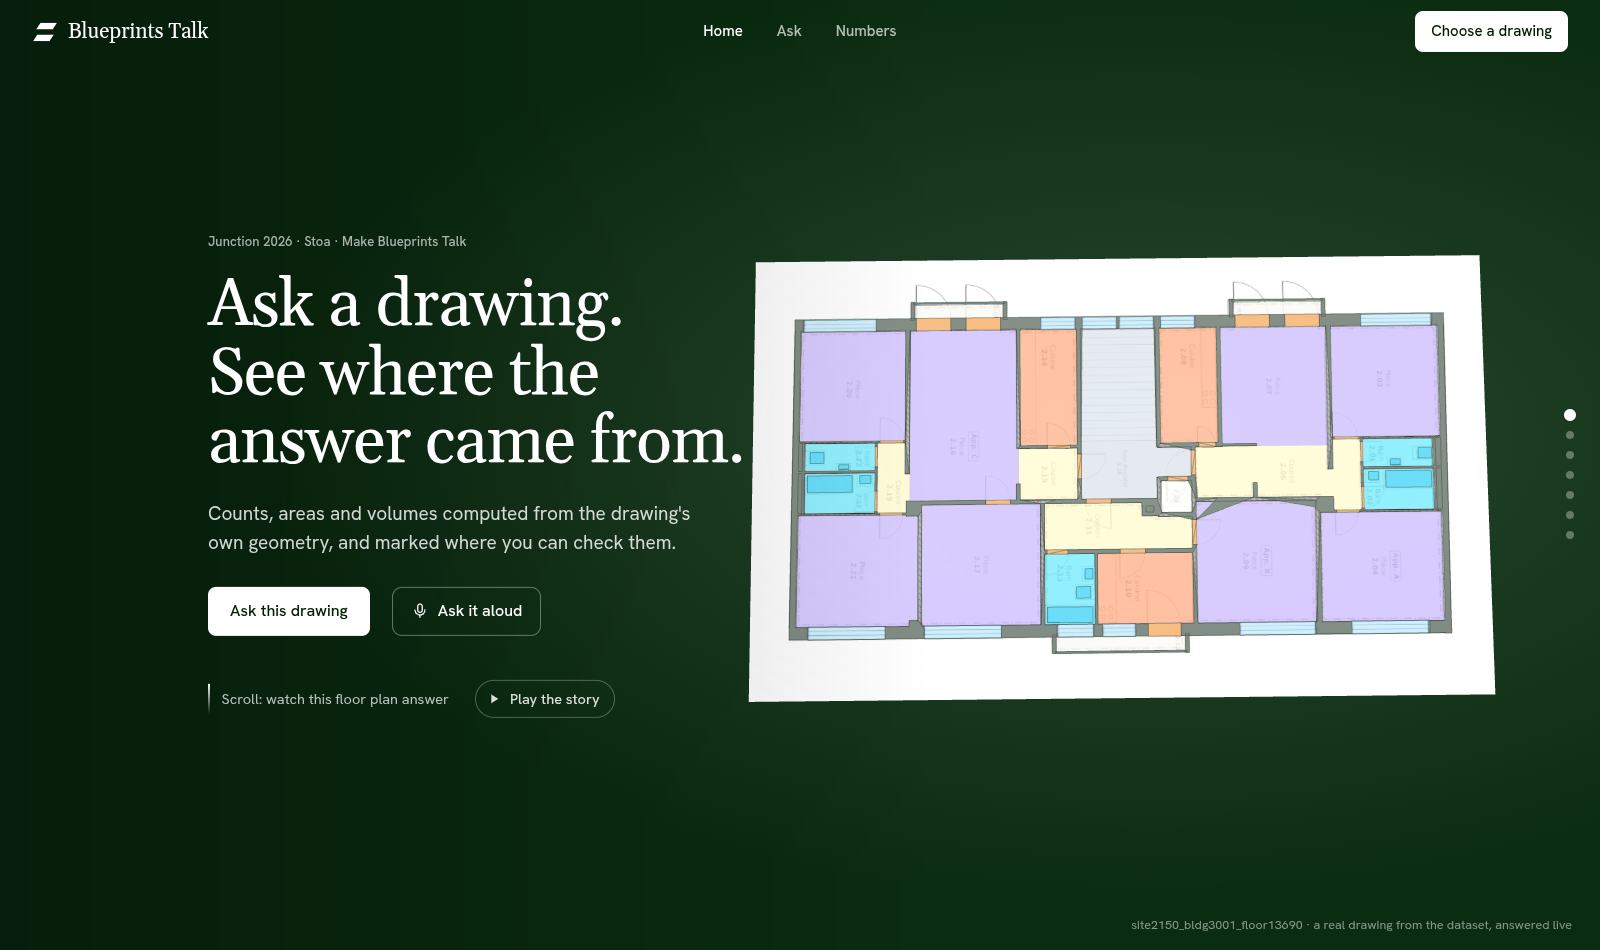 Blueprints Talk
Home
Ask
Numbers
Choose a drawing
Junction 2026 · Stoa · Make Blueprints Talk
Ask a drawing.
See where the
answer came from.
Counts, areas and volumes computed from the drawing's
own geometry, and marked where you can check them.
Ask this drawing
Ask it aloud
Scroll: watch this floor plan answer
Play the story
site2150_bldg3001_floor13690 · a real drawing from the dataset, answered live